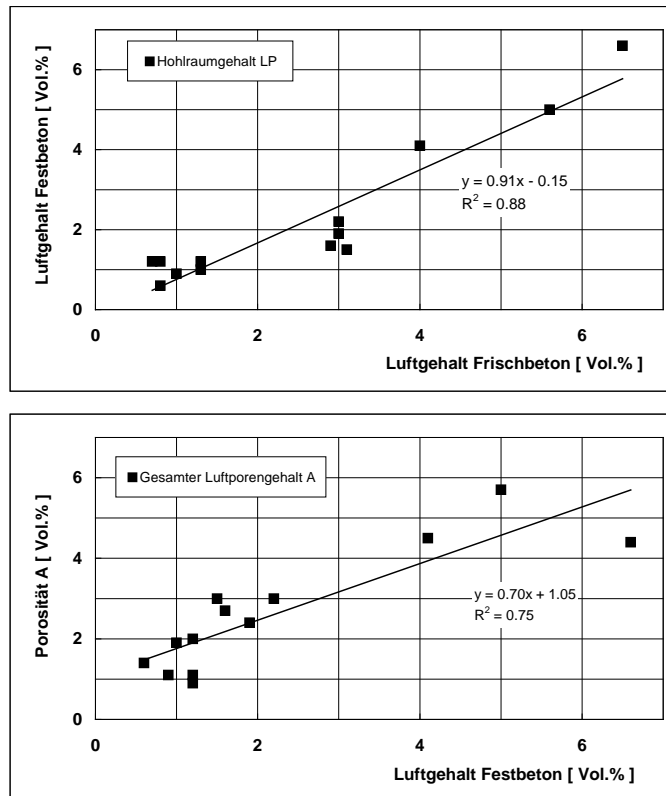 Luftgehalt Festbeton [ Vol.% ]
6
4
2
0
■ Hohlraumgehalt LP
y = 0.91x - 0.15
R² = 0.88
0 2 4 6
Luftgehalt Frischbeton [ Vol.% ]
Porosität A [ Vol.% ]
6
4
2
0
■ Gesamter Luftporengehalt A
y = 0.70x + 1.05
R² = 0.75
0 2 4 6
Luftgehalt Festbeton [ Vol.% ]